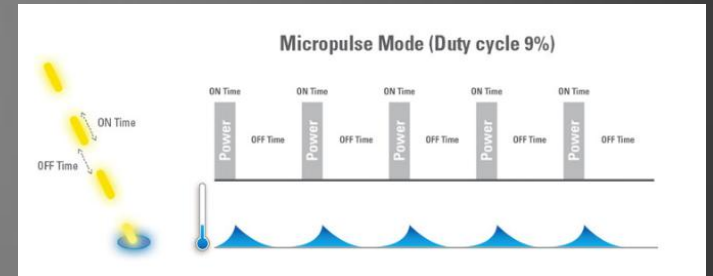 Micropulse Mode (Duty cycle 9%)
ON Time ON Time ON Time ON Time ON Time
Power OFF Time Power OFF Time Power OFF Time Power OFF Time Power OFF Time
ON Time
OFF Time